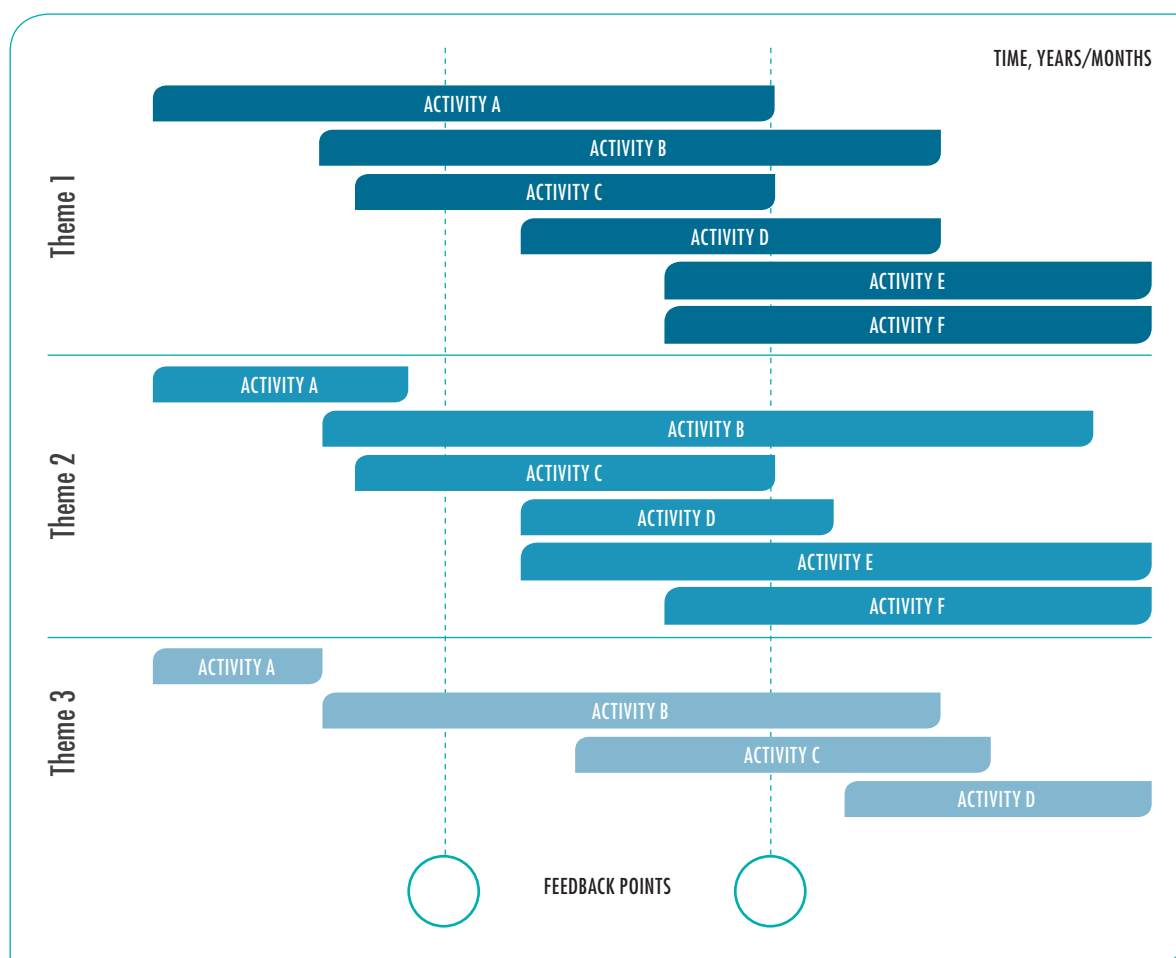 TIME, YEARS/MONTHS
Theme 1
ACTIVITY A
ACTIVITY B
ACTIVITY C
ACTIVITY D
ACTIVITY E
ACTIVITY F
Theme 2
ACTIVITY A
ACTIVITY B
ACTIVITY C
ACTIVITY D
ACTIVITY E
ACTIVITY F
Theme 3
ACTIVITY A
ACTIVITY B
ACTIVITY C
ACTIVITY D
FEEDBACK POINTS